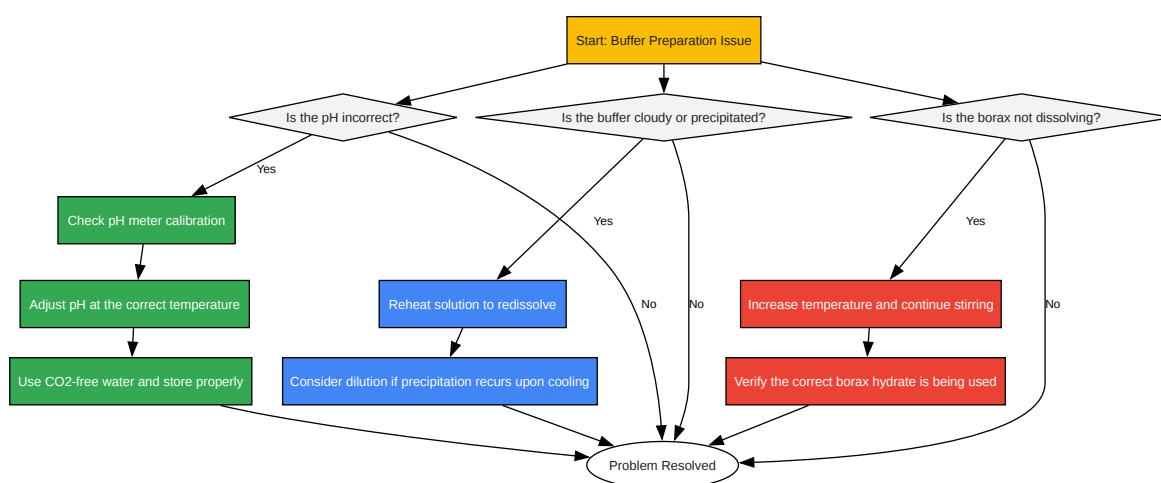 Start: Buffer Preparation Issue
Is the pH incorrect?
Is the buffer cloudy or precipitated?
Is the borax not dissolving?
Yes
Check pH meter calibration
Yes
Yes
Adjust pH at the correct temperature
Reheat solution to redissolve
No
No
Increase temperature and continue stirring
No
Use CO2-free water and store properly
Consider dilution if precipitation recurs upon cooling
Verify the correct borax hydrate is being used
Problem Resolved